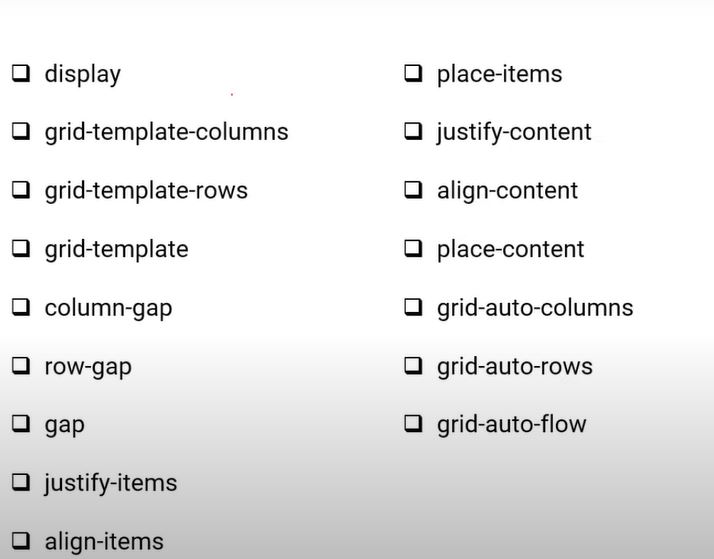 display
grid-template-columns
grid-template-rows
grid-template
column-gap
row-gap
gap
justify-items
align-items
place-items
justify-content
align-content
place-content
grid-auto-columns
grid-auto-rows
grid-auto-flow